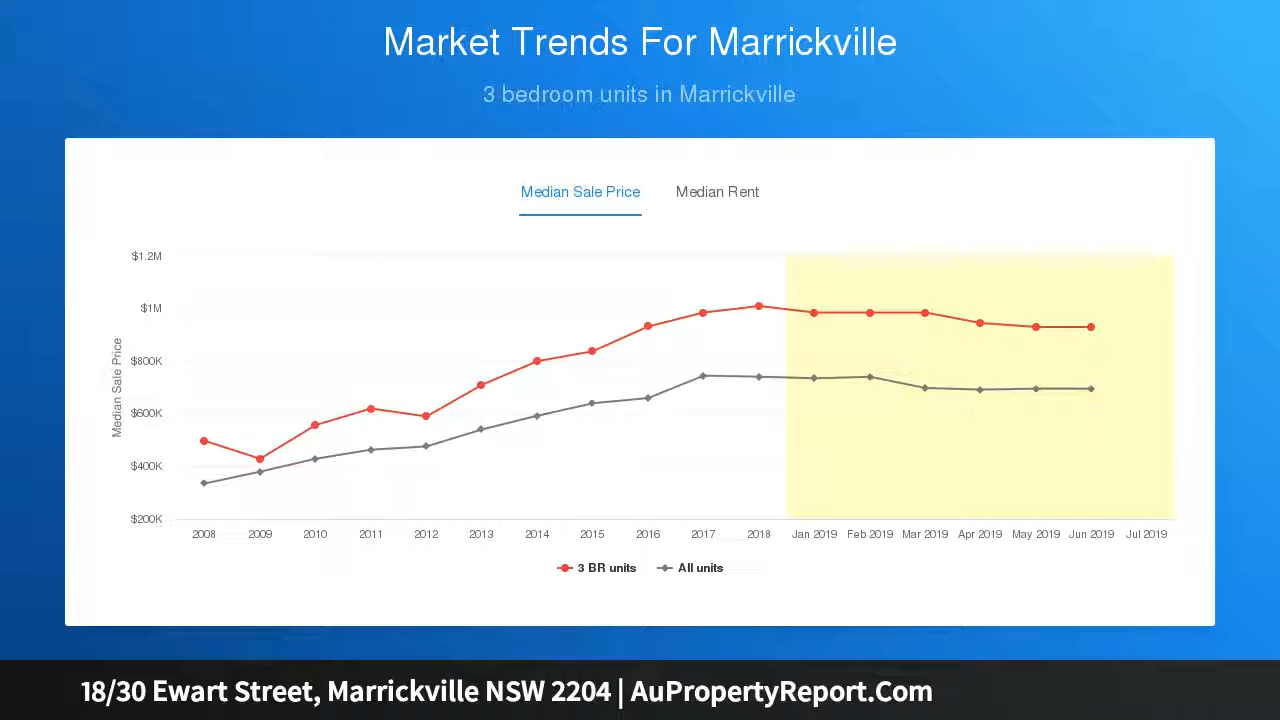 Market Trends For Marrickville
3 bedroom units in Marrickville
Median Sale Price Median Rent
$1.2M
$1M
$800K
$600K
$400K
$200K
Median Sale Price
2008 2009 2010 2011 2012 2013 2014 2015 2016 2017 2018 Jan 2019 Feb 2019 Mar 2019 Apr 2019 May 2019 Jun 2019 Jul 2019
3 BR units All units
18/30 Ewart Street, Marrickville NSW 2204 | AuPropertyReport.Com